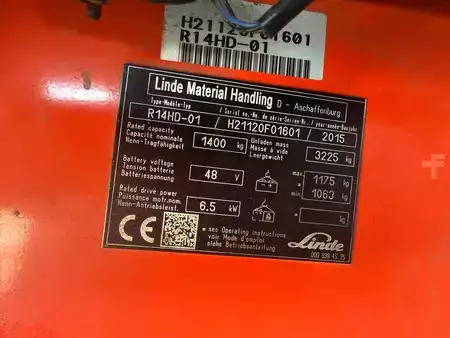 H21120F01601
R14HD-01
Linde Material Handling D - Aschaffenburg
Type-Modèle-Typ / Serial-No.-No de série-Serien-Nr. / year-année-Baujahr
R14HD-01 / H21120F01601 / 2015
Rated capacity
Capacité nominale
Nenn-Tragfähigkeit
1400 kg
Unladen mass
Masse à vide
Leergewicht
3225 kg
Battery voltage
Tension batterie
Batteriespannung
48 V
max 1175 kg
min 1063 kg
Rated drive power
Puissance motr.nom.
Nenn-Antriebsleist.
6.5 kW
kg
CE
* see Operating instructions
voir Mode d'emploi
siehe Betriebsanleitung
Linde